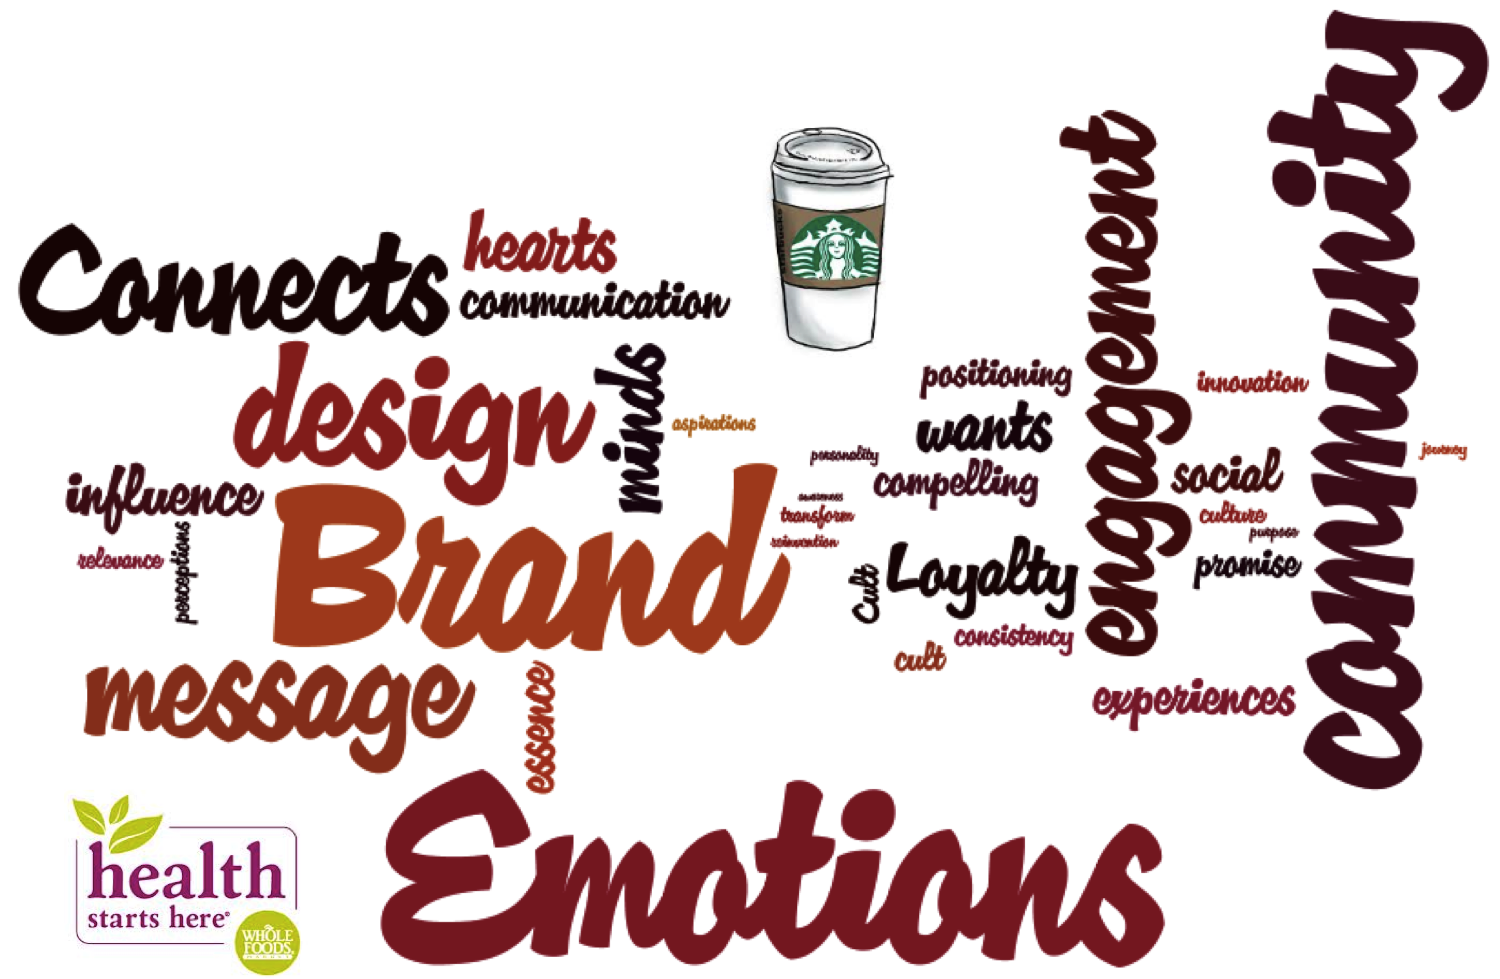 community
engagement
hearts
Connects
communication
design
minds
positioning
innovation
wants
aspirations
personality
social
journey
influence
compelling
Brand
awareness
transform
culture
purpose
relevance
perceptions
reinvention
Cult
Loyalty
promise
consistency
cult
message
essence
experiences
Emotions
health
starts here®
WHOLE
FOODS
MARKET